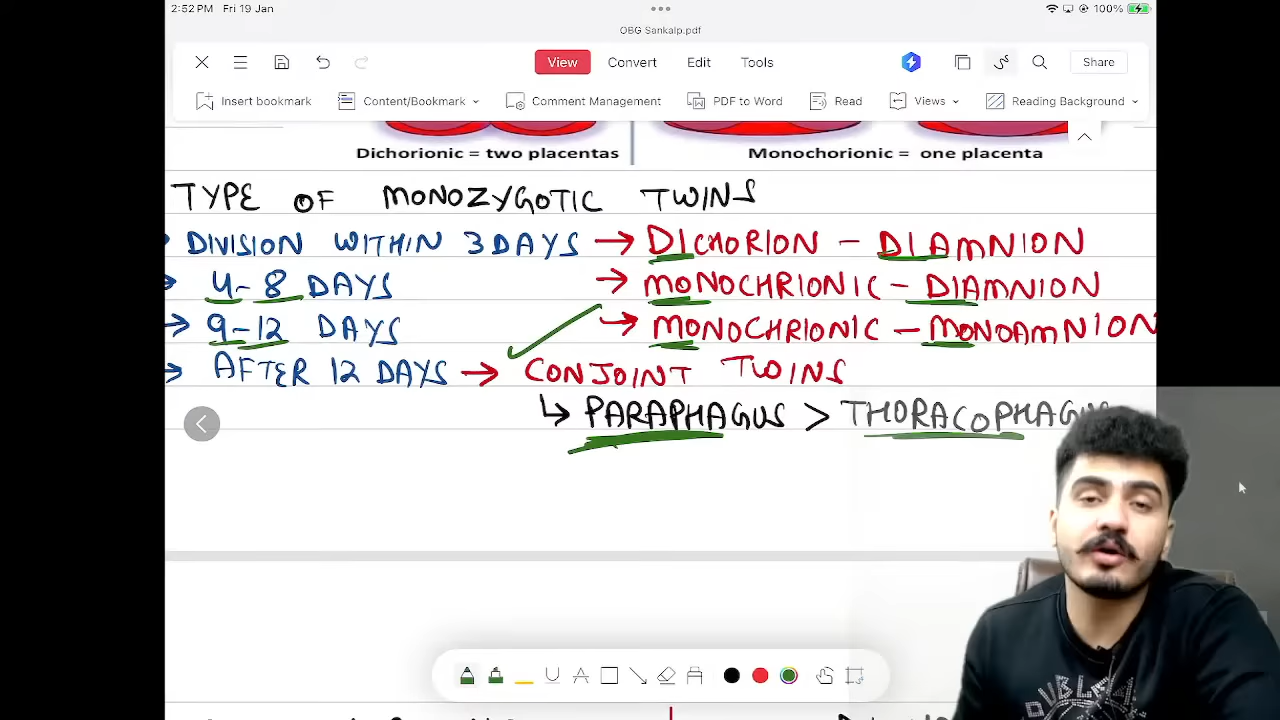 2:52 PM Fri 19 Jan
100%
OBG Sankalp.pdf
View Convert Edit Tools Share
Insert bookmark Content/Bookmark Comment Management PDF to Word Read Views Reading Background
Dichorionic = two placentas
Monochorionic = one placenta
TYPE OF MONOZYGOTIC TWINS
DIVISION WITHIN 3 DAYS → DICHORION - DIAMNION
→ 4-8 DAYS → MONOCHRIONIC - DIAMNION
→ 9-12 DAYS → MONOCHRIONIC - MONOAMNION
→ AFTER 12 DAYS → CONJOINT TWINS
↳ PARAPHAGUS > THORACOPHAGUS